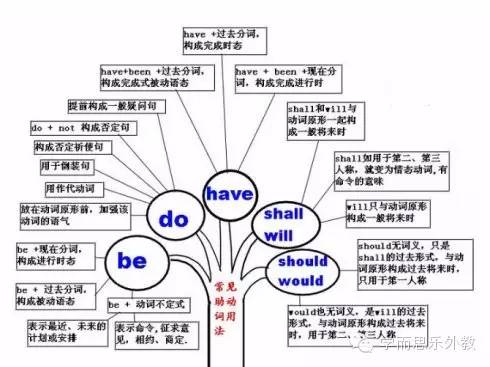 have +过去分词,
构成完成时态
have+been +过去分词,
构成完成式被动语态
have + been +现在分
词, 构成完成进行时
提前构成一般疑问句
do + not 构成否定句
构成否定祈使句
用于倒装句
用作代动词
放在动词原形前, 加强该
动词的语气
shall和will与
动词原形一起构
成一般将来时
shall如用于第二、第三
人称, 就变为情态动词, 有
命令的意味
will只与动词原形
构成一般将来时
have
do
shall
will
be
should
would
be +现在分词,
构成进行时态
be + 过去分词,
构成被动语态
be + 动词不定式
表示最近、未来的
计划或安排
表示命令, 征求意
见, 相约、商定.
should无词义, 只是
shall的过去形式, 与动
词原形构成过去将来时,
只用于第一人称
would也无词义, 是will的过去
形式, 与动词原形构成过去将来
时, 用于第二、第三人称
常见
助动
词用
法
学而思乐外教